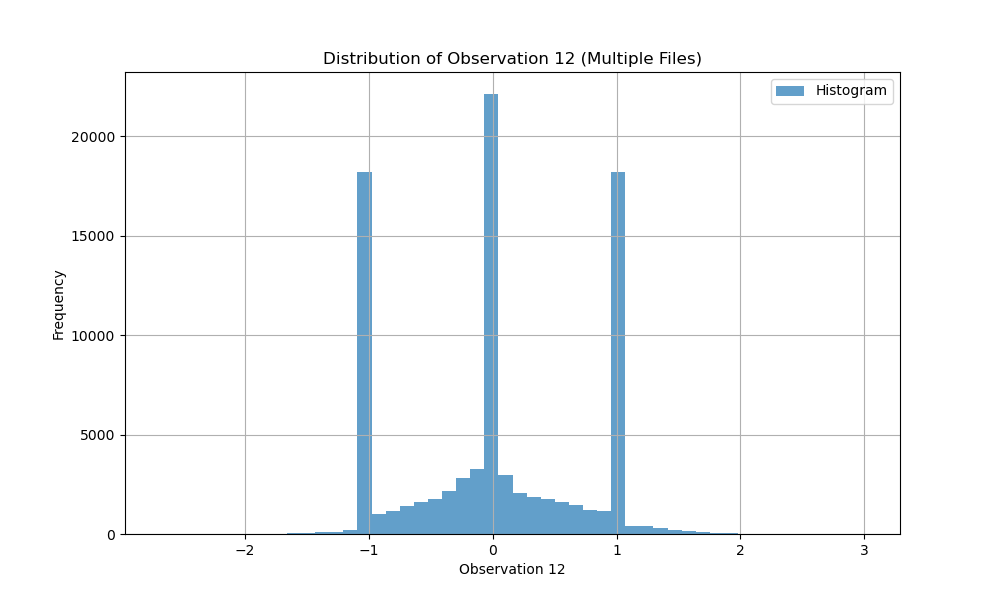 Distribution of Observation 12 (Multiple Files)
Histogram
20000
15000
10000
5000
0
Frequency
−2
−1
0
1
2
3
Observation 12